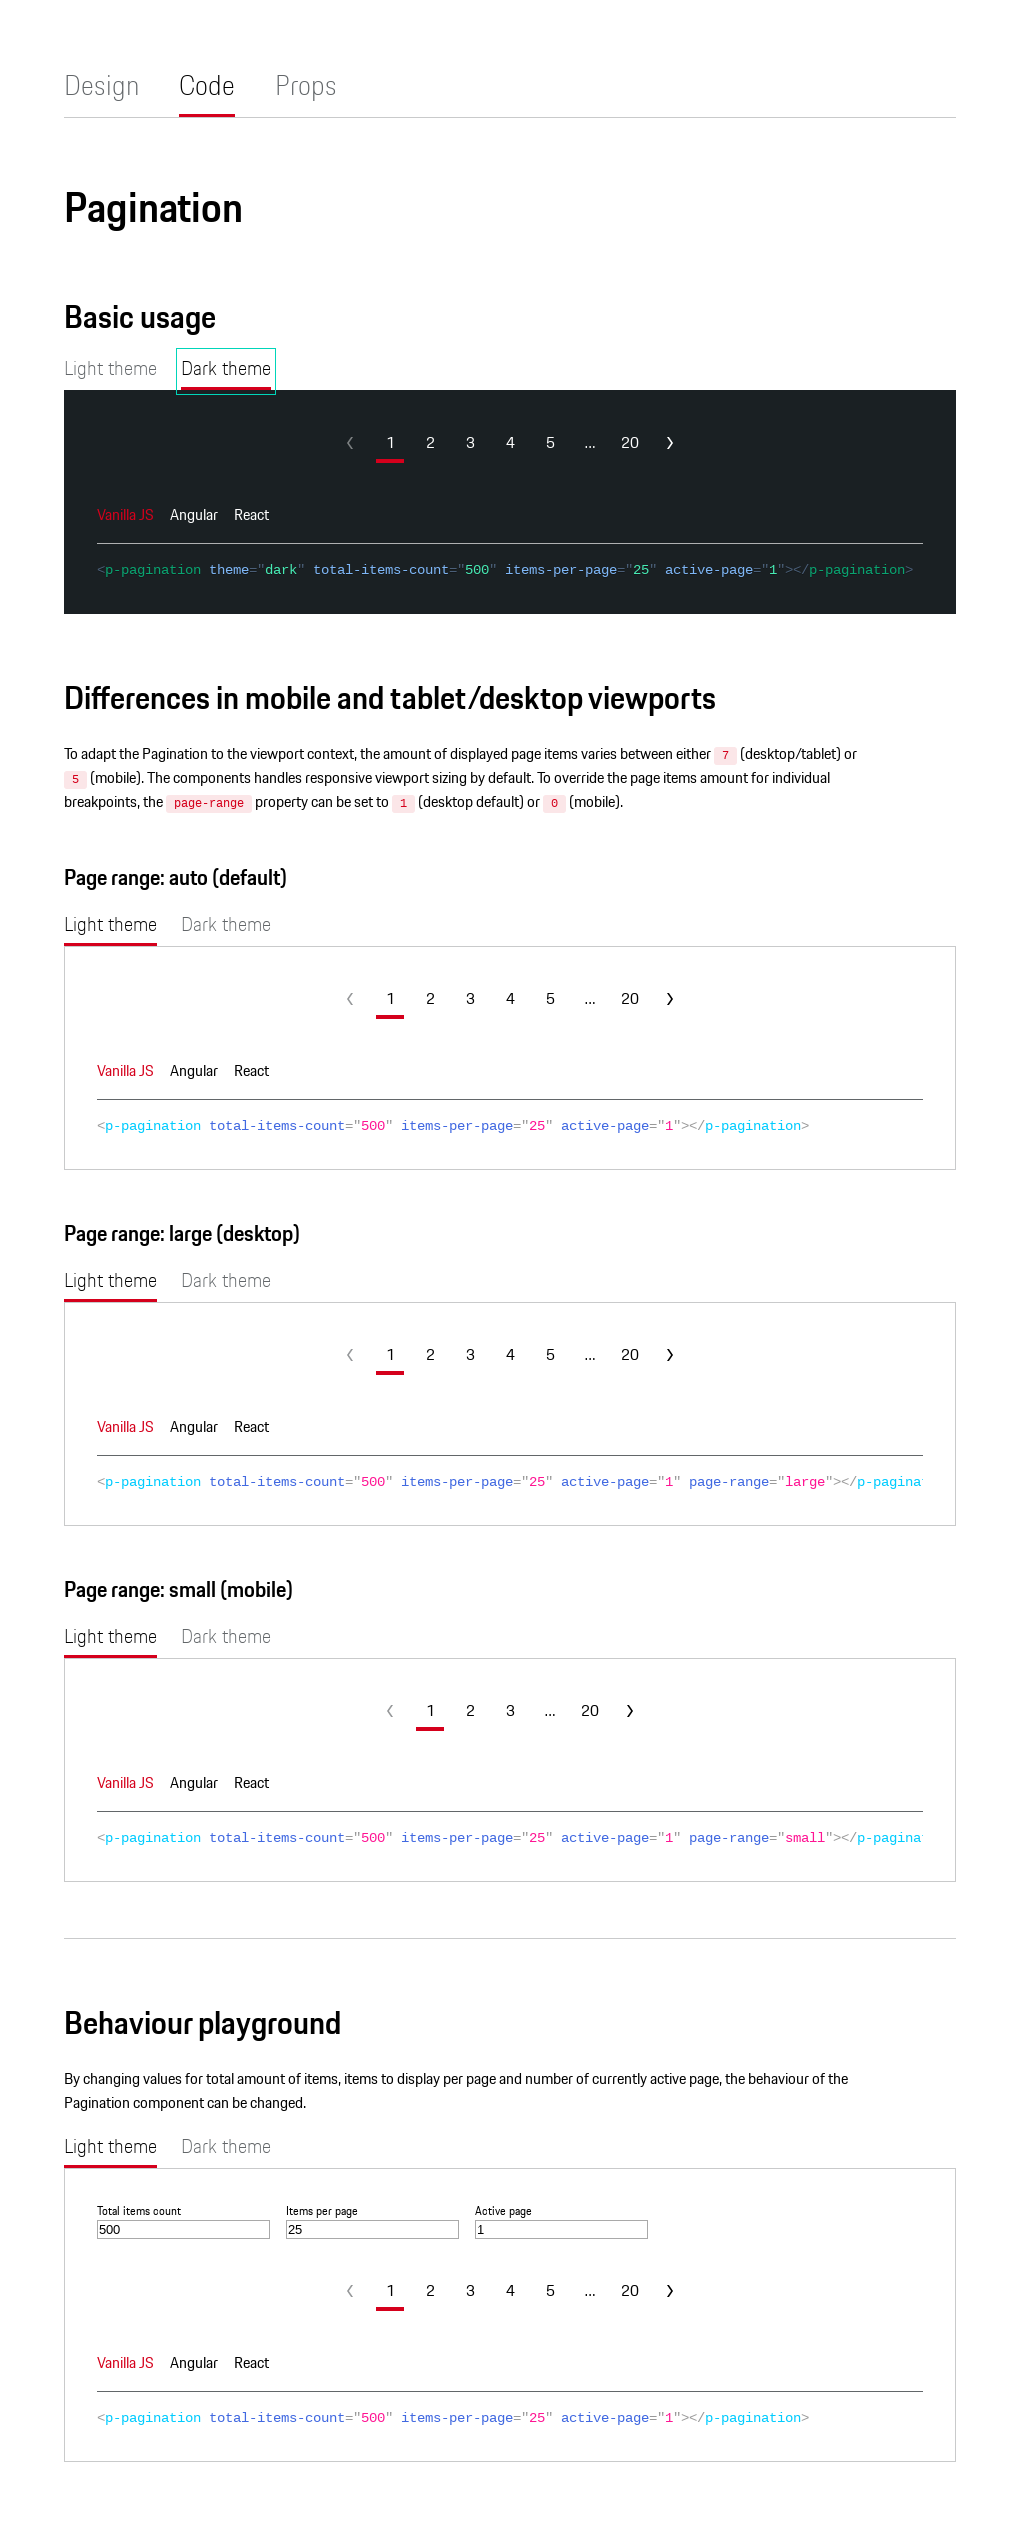 Design Code Props
Pagination
Basic usage
Light theme Dark theme
1 2 3 4 5 ... 20
Vanilla JS Angular React
<p-pagination theme="dark" total-items-count="500" items-per-page="25" active-page="1"></p-pagination>
Differences in mobile and tablet/desktop viewports
To adapt the Pagination to the viewport context, the amount of displayed page items varies between either 7 (desktop/tablet) or
5 (mobile). The components handles responsive viewport sizing by default. To override the page items amount for individual
breakpoints, the page-range property can be set to 1 (desktop default) or 0 (mobile).
Page range: auto (default)
Light theme Dark theme
1 2 3 4 5 ... 20
Vanilla JS Angular React
<p-pagination total-items-count="500" items-per-page="25" active-page="1"></p-pagination>
Page range: large (desktop)
Light theme Dark theme
1 2 3 4 5 ... 20
Vanilla JS Angular React
<p-pagination total-items-count="500" items-per-page="25" active-page="1" page-range="large"></p-pagina
Page range: small (mobile)
Light theme Dark theme
1 2 3 ... 20
Vanilla JS Angular React
<p-pagination total-items-count="500" items-per-page="25" active-page="1" page-range="small"></p-pagina
Behaviour playground
By changing values for total amount of items, items to display per page and number of currently active page, the behaviour of the
Pagination component can be changed.
Light theme Dark theme
Total items count Items per page Active page
500 25 1
1 2 3 4 5 ... 20
Vanilla JS Angular React
<p-pagination total-items-count="500" items-per-page="25" active-page="1"></p-pagination>